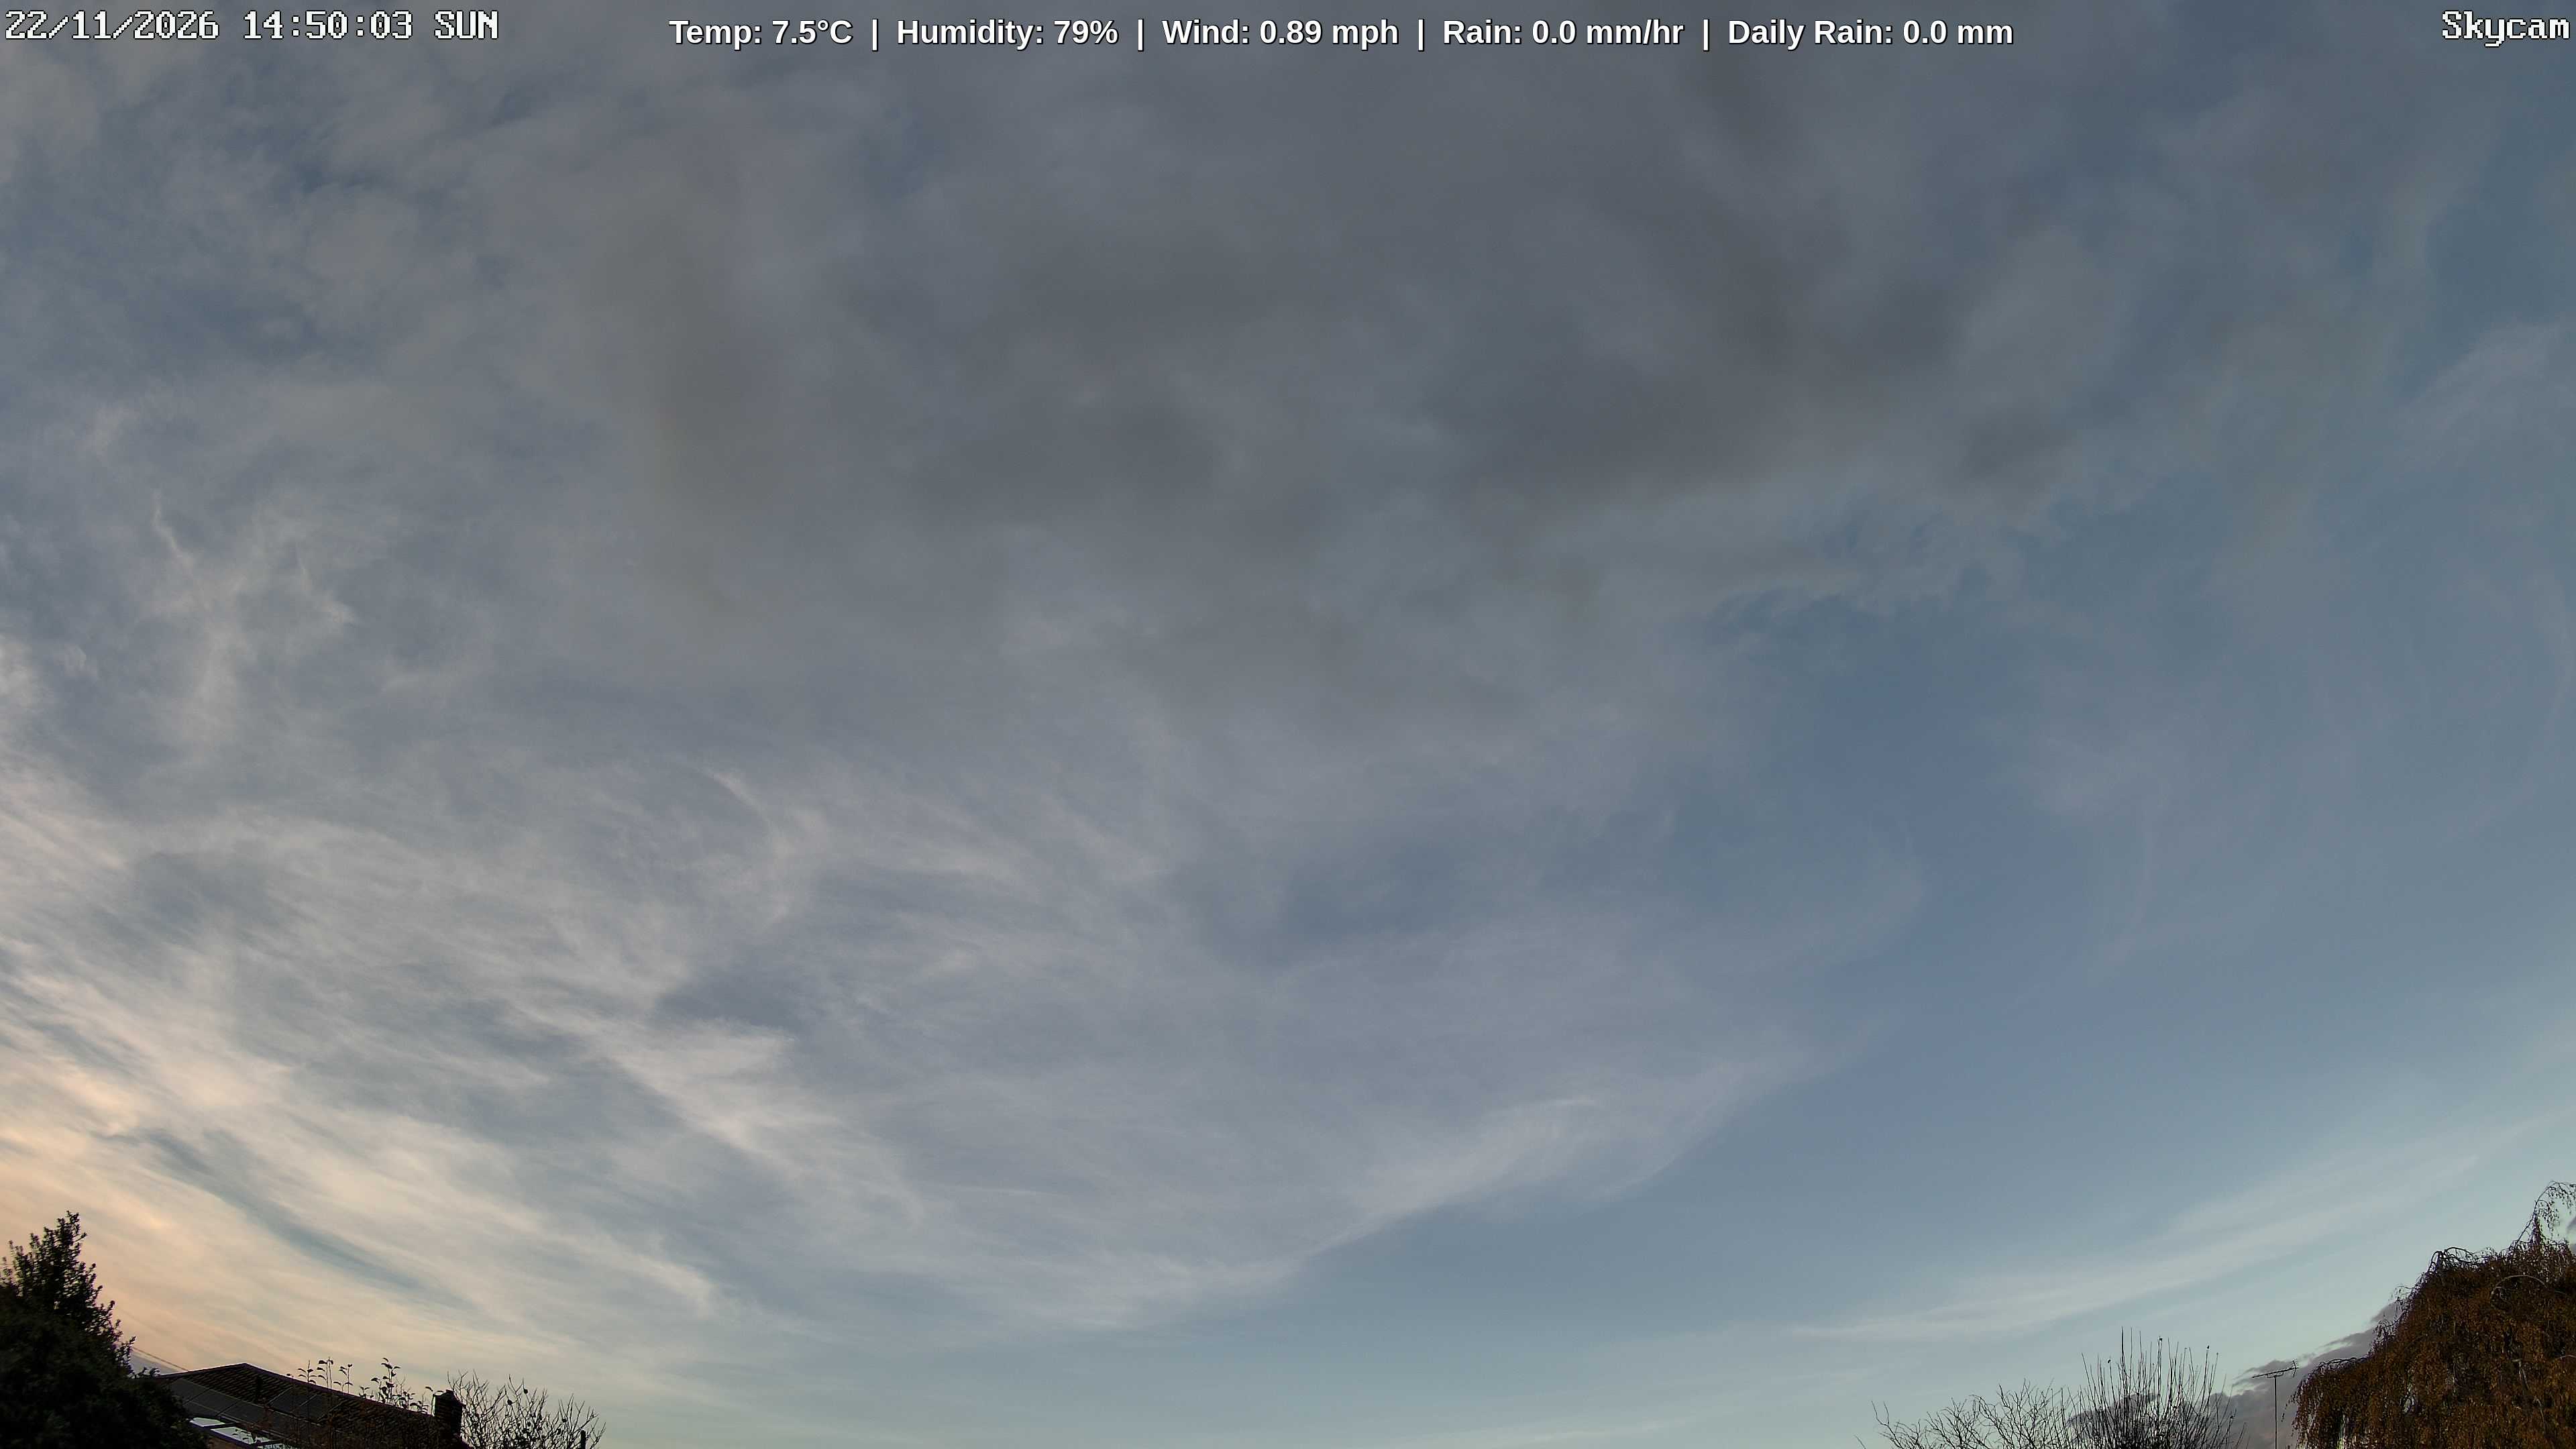 22/11/2026 14:50:03 SUN
Temp: 7.5°C | Humidity: 79% | Wind: 0.89 mph | Rain: 0.0 mm/hr | Daily Rain: 0.0 mm
Skycam